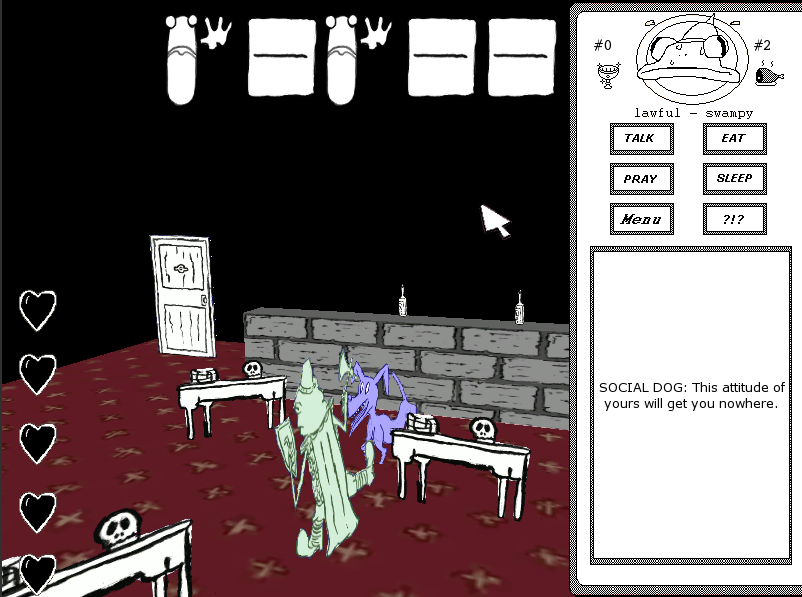 #0
#2
lawful - swampy
TALK
EAT
PRAY
SLEEP
Menu
?!?
SOCIAL DOG: This attitude of
yours will get you nowhere.